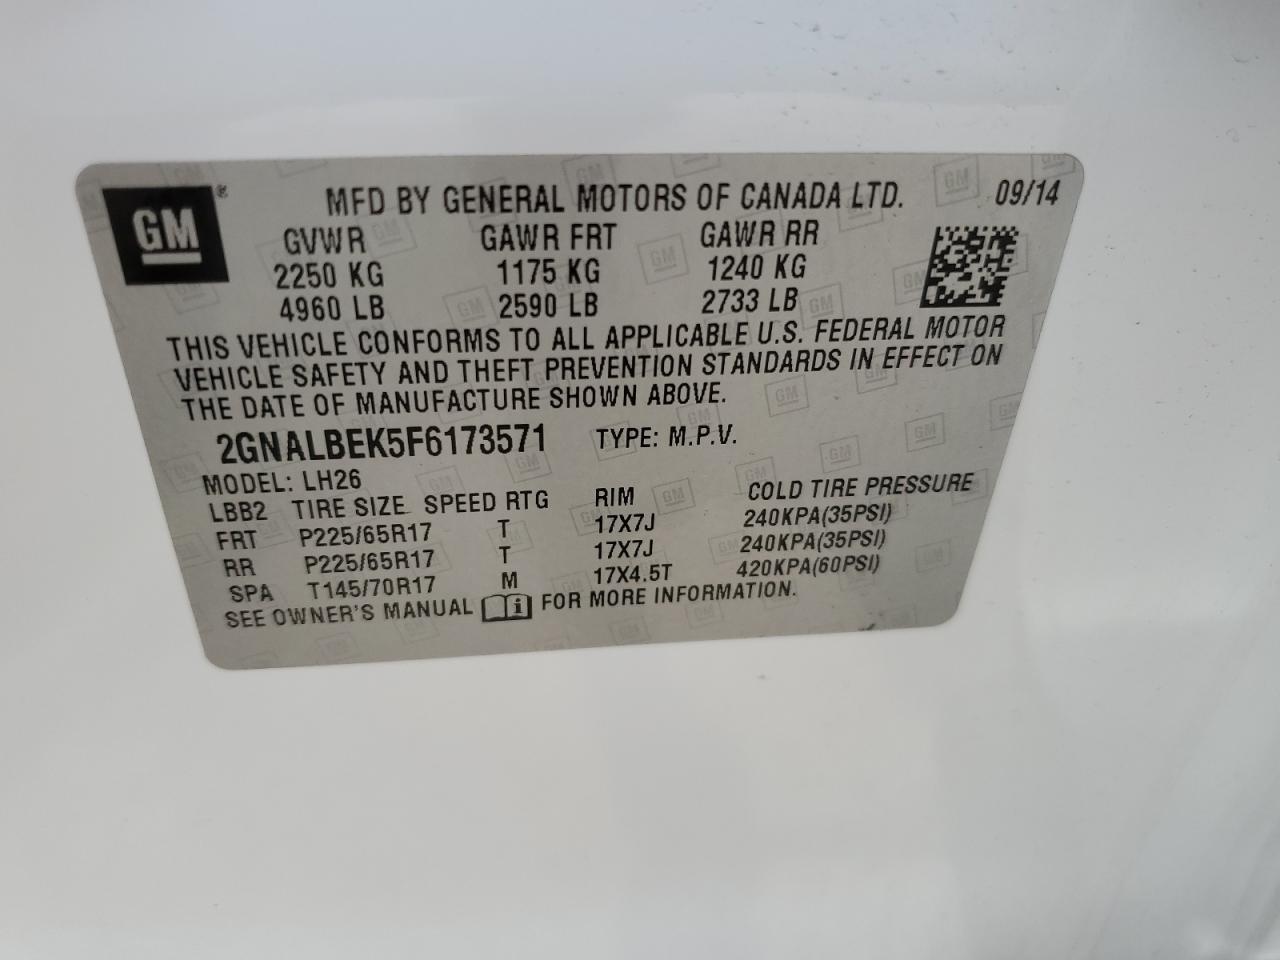 GM®
MFD BY GENERAL MOTORS OF CANADA LTD. 09/14
GVWR GAWR FRT GAWR RR
2250 KG 1175 KG 1240 KG
4960 LB 2590 LB 2733 LB
THIS VEHICLE CONFORMS TO ALL APPLICABLE U.S. FEDERAL MOTOR
VEHICLE SAFETY AND THEFT PREVENTION STANDARDS IN EFFECT ON
THE DATE OF MANUFACTURE SHOWN ABOVE.
2GNALBEK5F6173571 TYPE: M.P.V.
MODEL: LH26
LBB2 TIRE SIZE SPEED RTG RIM COLD TIRE PRESSURE
FRT P225/65R17 T 17X7J 240KPA(35PSI)
RR P225/65R17 T 17X7J 240KPA(35PSI)
SPA T145/70R17 M 17X4.5T 420KPA(60PSI)
SEE OWNER'S MANUAL i FOR MORE INFORMATION.